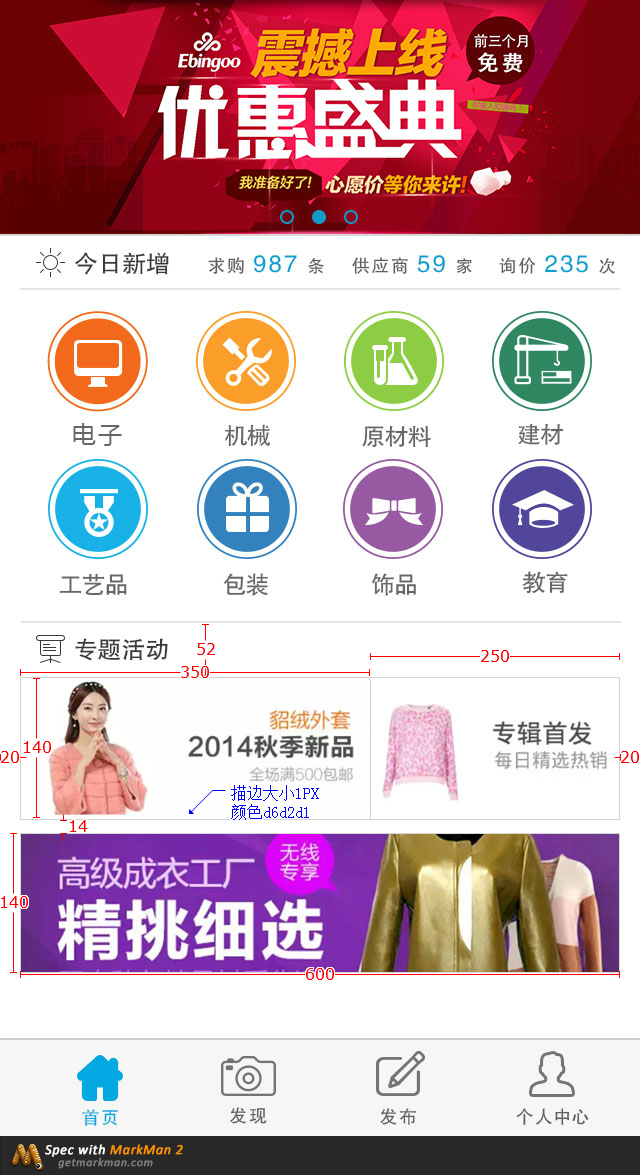 Ebingoo
震撼上线
前三个月
免费
优惠盛典
我准备好了!
心愿价等你来许!
今日新增
求购 987 条 供应商 59 家 询价 235 次
电子 机械 原材料 建材
工艺品 包装 饰品 教育
专题活动
52
250
350
貂绒外套
2014秋季新品
全场满500包邮
专辑首发
每日精选热销
20
140
20
描边大小1PX
颜色d6d2d1
14
无线
专享
高级成衣工厂
精挑细选
140
600
首页 发现 发布 个人中心
Spec with MarkMan 2
getmarkman.com